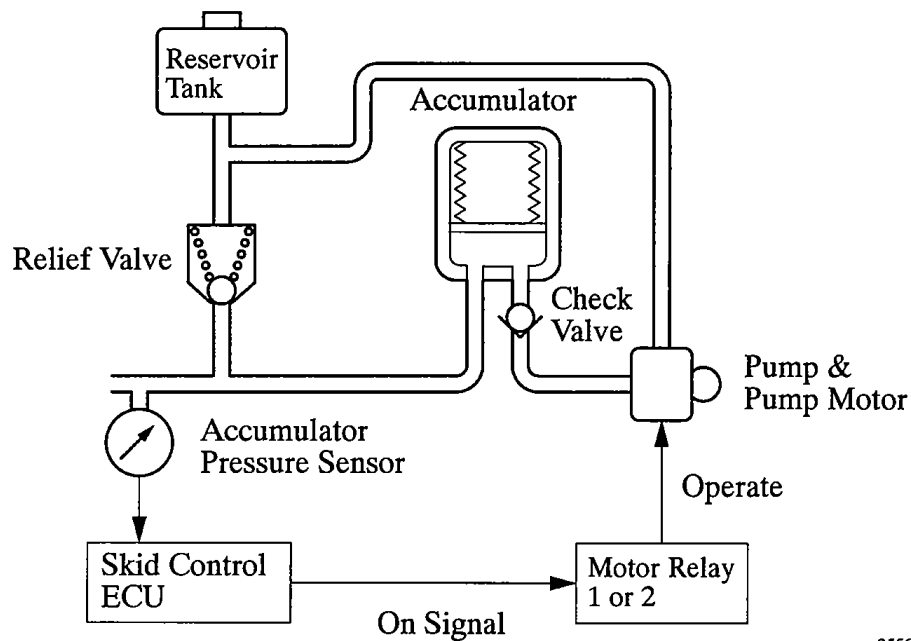 Reservoir
Tank
Accumulator
Relief Valve
Check
Valve
Pump &
Pump Motor
Accumulator
Pressure Sensor
Operate
Skid Control
ECU
Motor Relay
1 or 2
On Signal